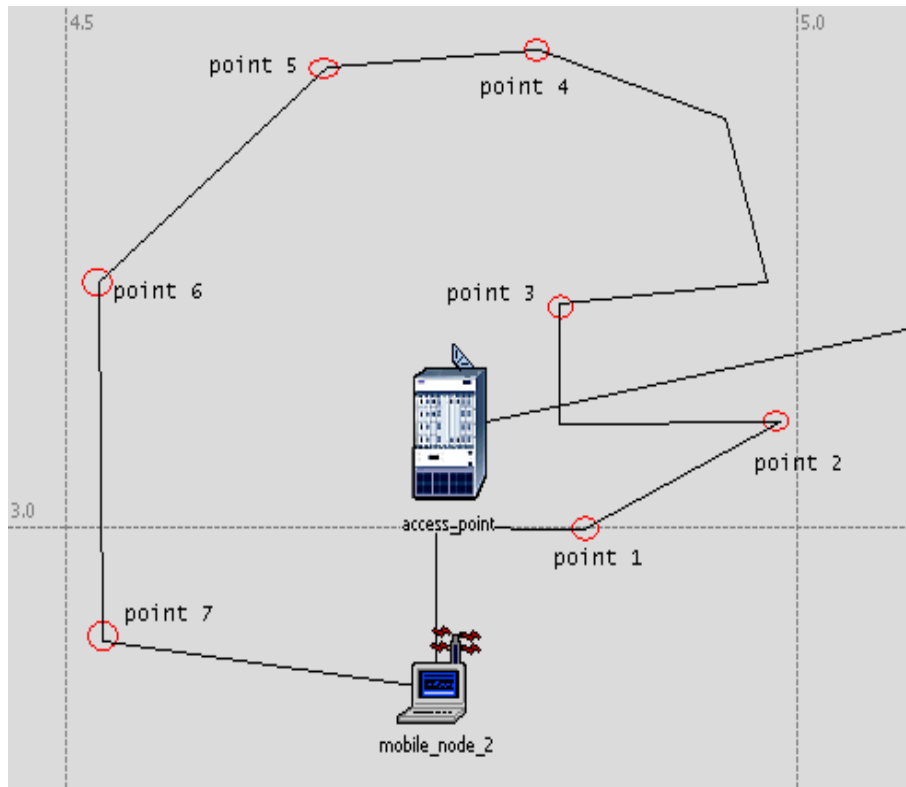 4.5
5.0
point 5
point 4
point 6
point 3
point 2
3.0
access_point
point 1
point 7
mobile_node_2